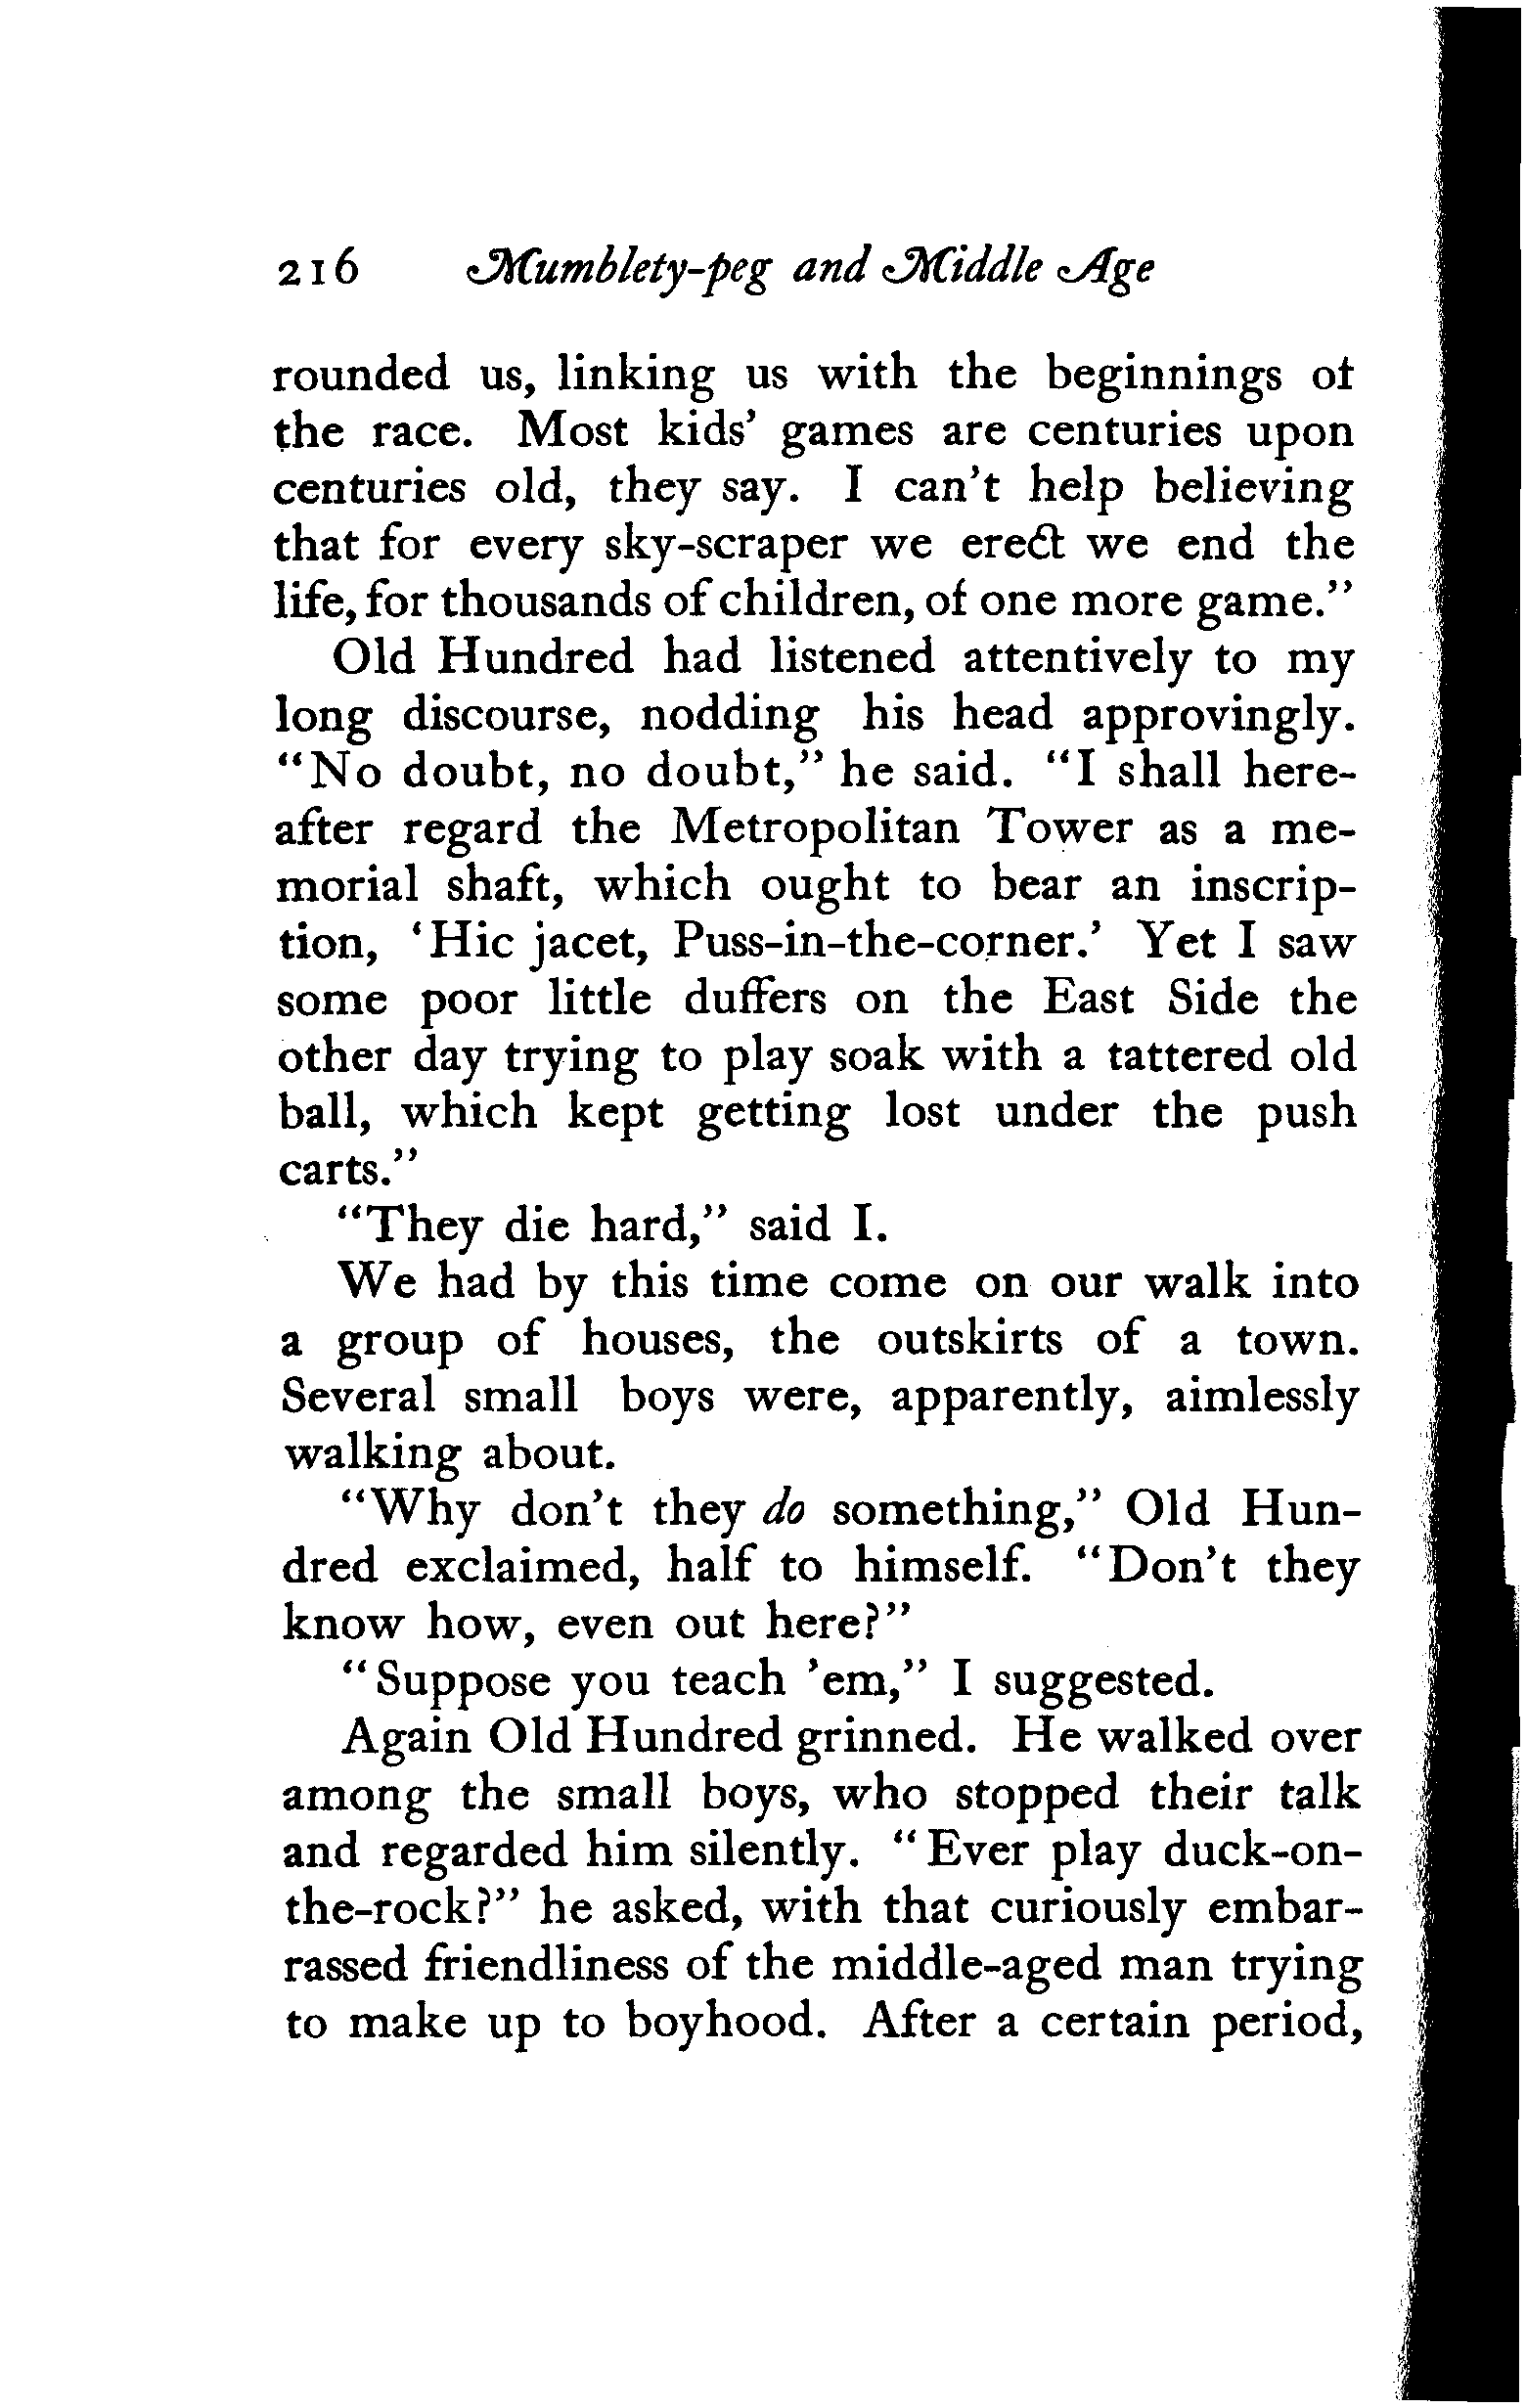 216 Mumblety-peg and Middle Age
rounded us, linking us with the beginnings of
the race. Most kids' games are centuries upon
centuries old, they say. I can't help believing
that for every sky-scraper we erect we end the
life, for thousands of children, of one more game."
Old Hundred had listened attentively to my
long discourse, nodding his head approvingly.
"No doubt, no doubt," he said. "I shall here-
after regard the Metropolitan Tower as a me-
morial shaft, which ought to bear an inscrip-
tion, 'Hic jacet, Puss-in-the-corner.' Yet I saw
some poor little duffers on the East Side the
other day trying to play soak with a tattered old
ball, which kept getting lost under the push
carts."
"They die hard," said I.
We had by this time come on our walk into
a group of houses, the outskirts of a town.
Several small boys were, apparently, aimlessly
walking about.
"Why don't they do something," Old Hun-
dred exclaimed, half to himself. "Don't they
know how, even out here?"
"Suppose you teach 'em," I suggested.
Again Old Hundred grinned. He walked over
among the small boys, who stopped their talk
and regarded him silently. "Ever play duck-on-
the-rock?" he asked, with that curiously embar-
rassed friendliness of the middle-aged man trying
to make up to boyhood. After a certain period,